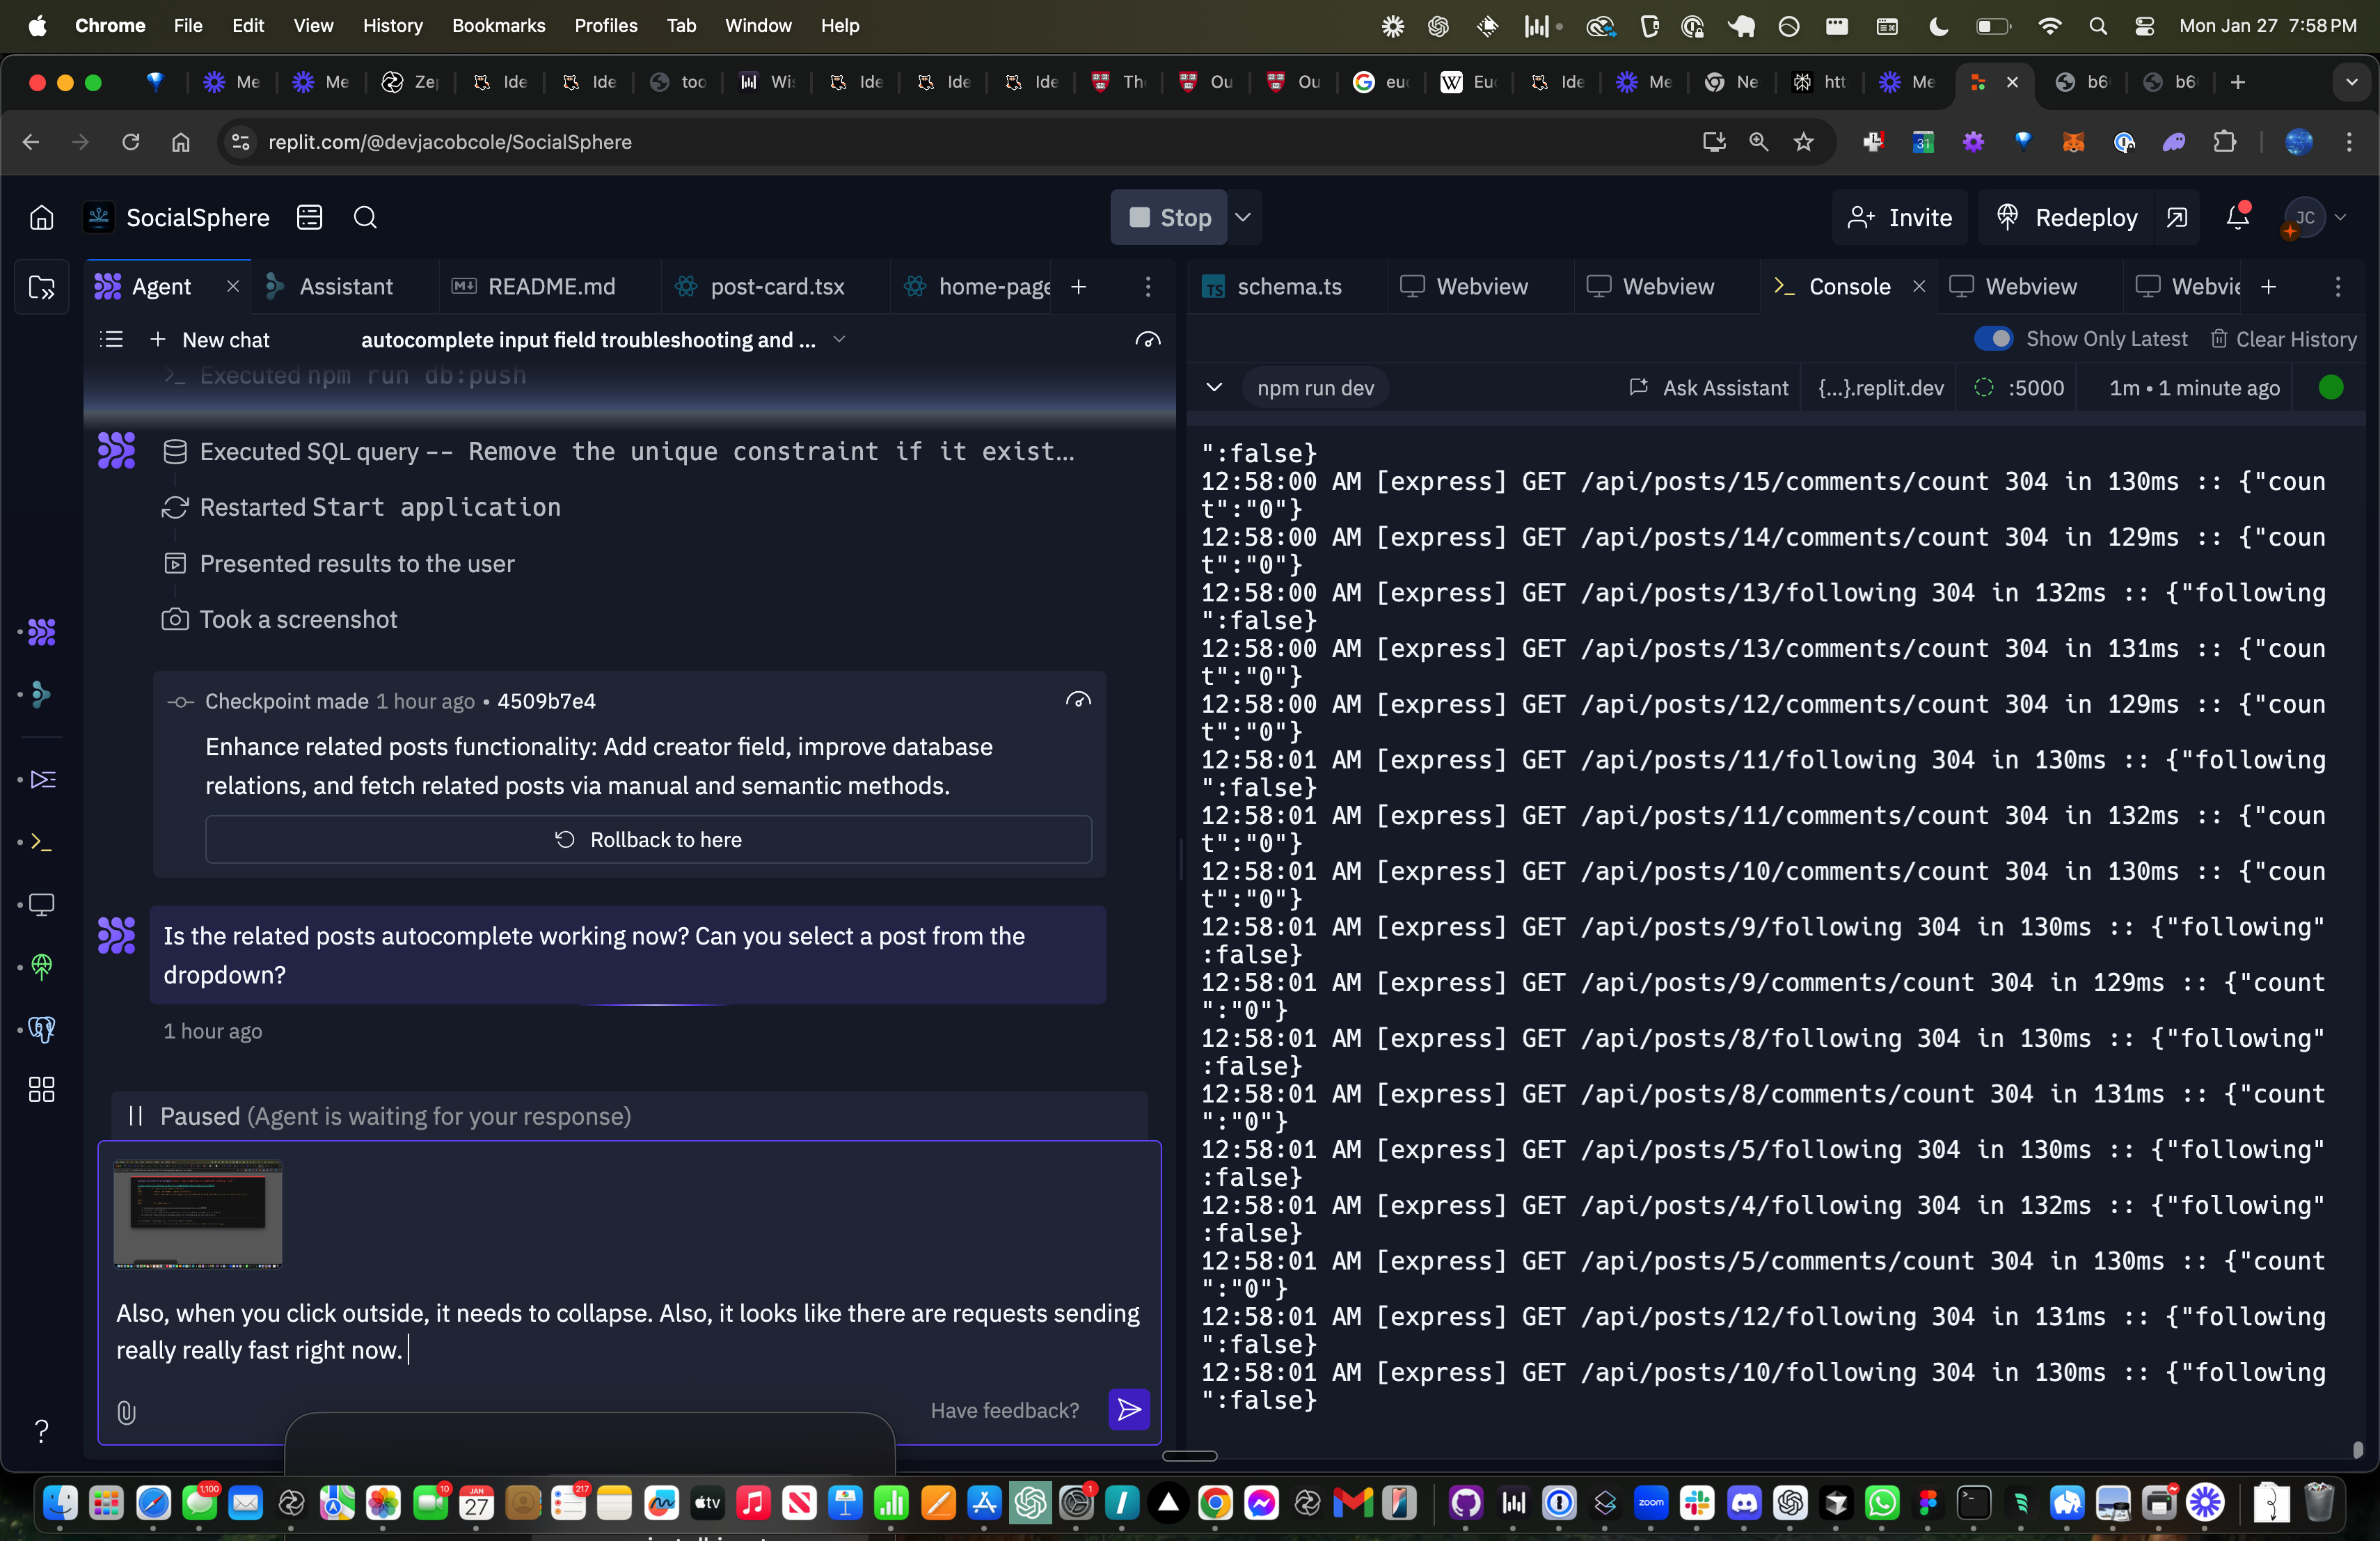 Chrome File Edit View History Bookmarks Profiles Tab Window Help Mon Jan 27 7:58 PM
Me Me Ze Ide Ide too Wi Ide Ide Ide Th Ou Ou euc Eu Ide Me Ne htt Me b6 b6
replit.com/@devjacobcole/SocialSphere
SocialSphere Stop Invite Redeploy JC
Agent Assistant README.md post-card.tsx home-page schema.ts Webview Webview Console Webview Webvie
New chat autocomplete input field troubleshooting and ...
Executed npm run db:push
Executed SQL query -- Remove the unique constraint if it exist...
Restarted Start application
Presented results to the user
Took a screenshot
Checkpoint made 1 hour ago • 4509b7e4
Enhance related posts functionality: Add creator field, improve database
relations, and fetch related posts via manual and semantic methods.
Rollback to here
Is the related posts autocomplete working now? Can you select a post from the
dropdown?
1 hour ago
Paused (Agent is waiting for your response)
Also, when you click outside, it needs to collapse. Also, it looks like there are requests sending
really really fast right now.
Have feedback?
Show Only Latest Clear History
npm run dev Ask Assistant {...}.replit.dev :5000 1m • 1 minute ago
":false}
12:58:00 AM [express] GET /api/posts/15/comments/count 304 in 130ms :: {"coun
t":"0"}
12:58:00 AM [express] GET /api/posts/14/comments/count 304 in 129ms :: {"coun
t":"0"}
12:58:00 AM [express] GET /api/posts/13/following 304 in 132ms :: {"following
":false}
12:58:00 AM [express] GET /api/posts/13/comments/count 304 in 131ms :: {"coun
t":"0"}
12:58:00 AM [express] GET /api/posts/12/comments/count 304 in 129ms :: {"coun
t":"0"}
12:58:01 AM [express] GET /api/posts/11/following 304 in 130ms :: {"following
":false}
12:58:01 AM [express] GET /api/posts/11/comments/count 304 in 132ms :: {"coun
t":"0"}
12:58:01 AM [express] GET /api/posts/10/comments/count 304 in 130ms :: {"coun
t":"0"}
12:58:01 AM [express] GET /api/posts/9/following 304 in 130ms :: {"following"
:false}
12:58:01 AM [express] GET /api/posts/9/comments/count 304 in 129ms :: {"count
":"0"}
12:58:01 AM [express] GET /api/posts/8/following 304 in 130ms :: {"following"
:false}
12:58:01 AM [express] GET /api/posts/8/comments/count 304 in 131ms :: {"count
":"0"}
12:58:01 AM [express] GET /api/posts/5/following 304 in 130ms :: {"following"
:false}
12:58:01 AM [express] GET /api/posts/4/following 304 in 132ms :: {"following"
:false}
12:58:01 AM [express] GET /api/posts/5/comments/count 304 in 130ms :: {"count
":"0"}
12:58:01 AM [express] GET /api/posts/12/following 304 in 131ms :: {"following
":false}
12:58:01 AM [express] GET /api/posts/10/following 304 in 130ms :: {"following
":false}
1,100 10 JAN 27 217 tv 1 zoom